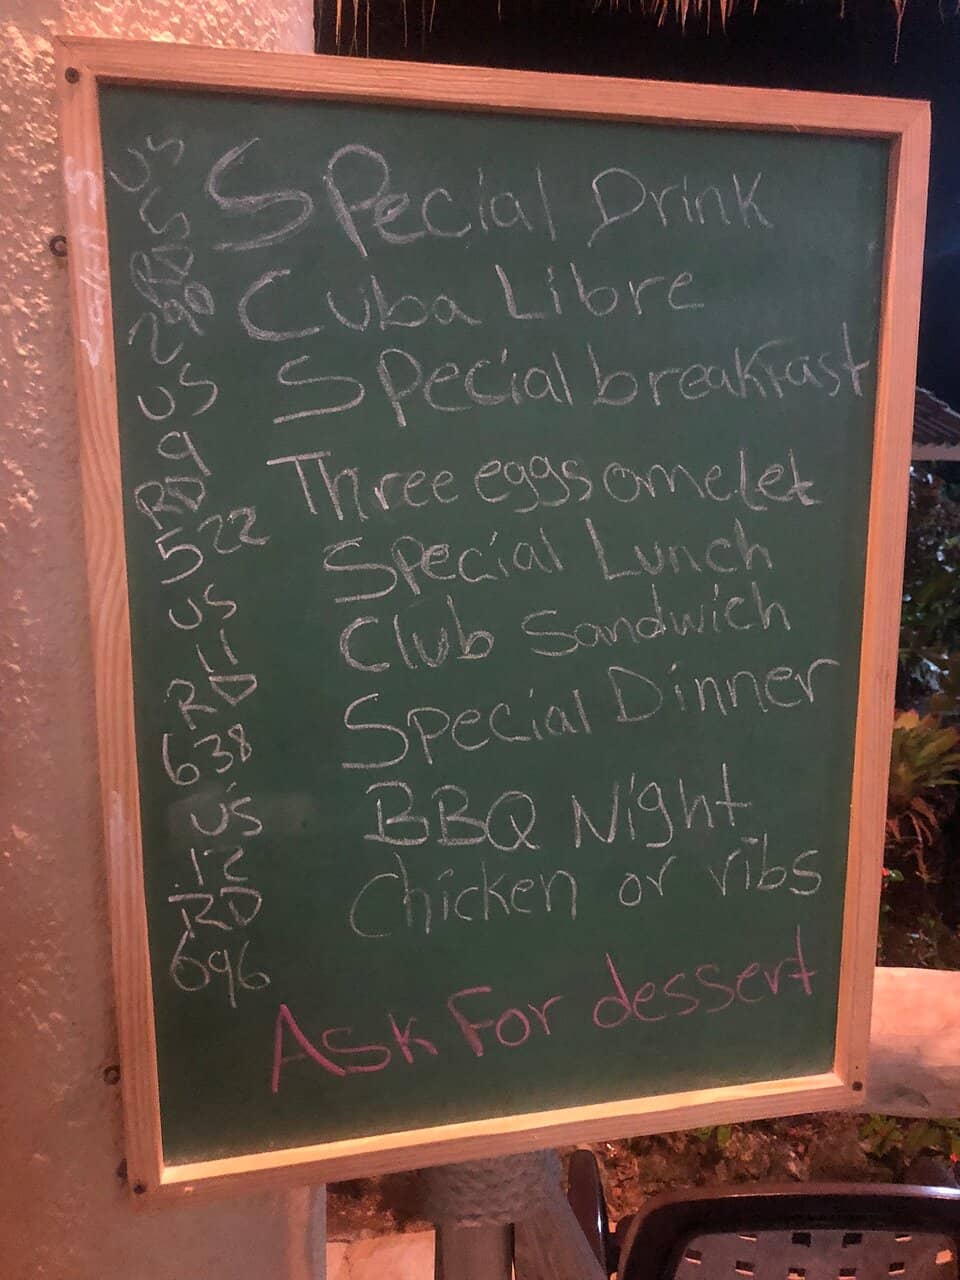 US
5
RD
290
US
9
RD
522
US
11
RD
638
US
12
RD
696
SPecial Drink
Cuba Libre
SPecial breakfast
Three eggs omelet
SPecial Lunch
Club Sandwich
SPecial Dinner
BBQ Night
Chicken or ribs
Ask For dessert